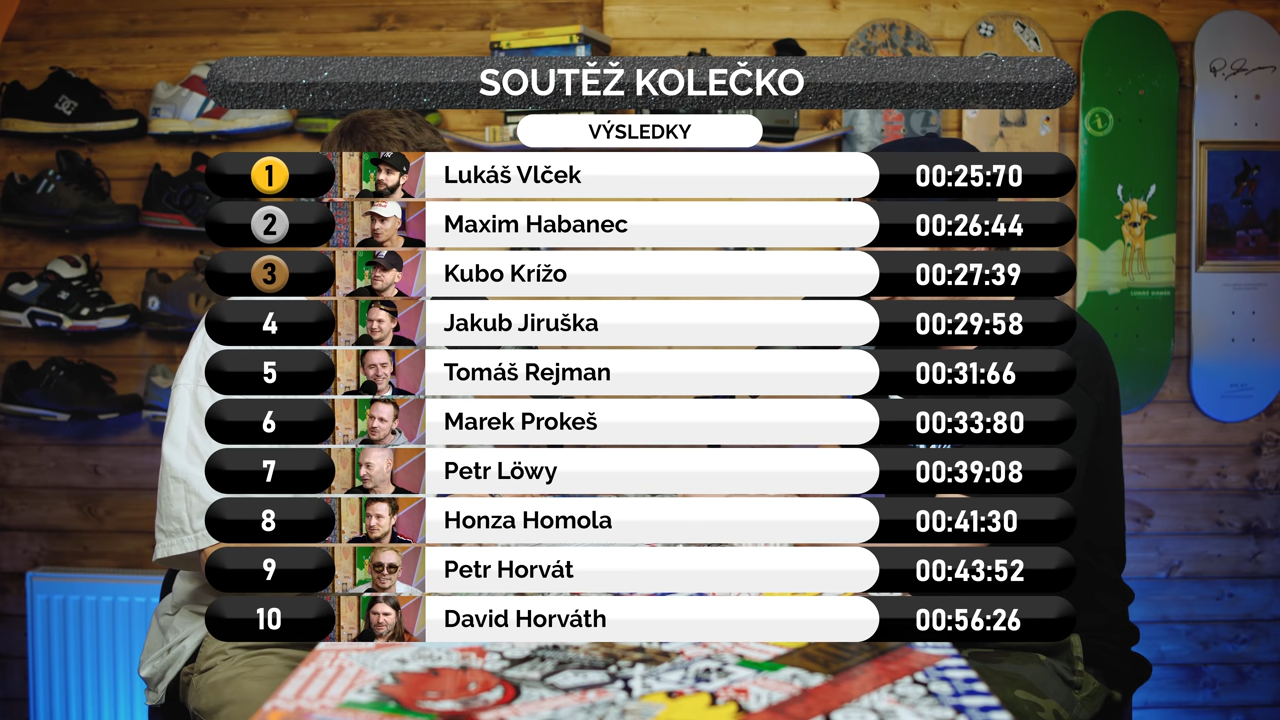 SOUTĚŽ KOLEČKO
VÝSLEDKY
1 Lukáš Vlček 00:25:70
2 Maxim Habanec 00:26:44
3 Kubo Krížo 00:27:39
4 Jakub Jiruška 00:29:58
5 Tomáš Rejman 00:31:66
6 Marek Prokeš 00:33:80
7 Petr Löwy 00:39:08
8 Honza Homola 00:41:30
9 Petr Horvát 00:43:52
10 David Horváth 00:56:26